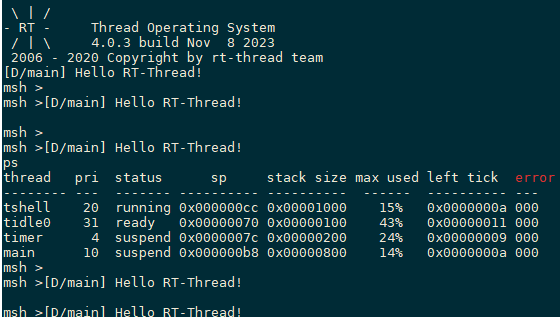 \ | /
- RT -     Thread Operating System
 / | \     4.0.3 build Nov  8 2023
 2006 - 2020 Copyright by rt-thread team
[D/main] Hello RT-Thread!
msh >
msh >[D/main] Hello RT-Thread!

msh >
msh >[D/main] Hello RT-Thread!
ps
thread   pri  status      sp     stack size max used left tick  error
-------- ---  ------- ---------- ----------  ------  ---------- ---
tshell    20  running 0x000000cc 0x00001000    15%   0x0000000a 000
tidle0    31  ready   0x00000070 0x00000100    43%   0x00000011 000
timer      4  suspend 0x0000007c 0x00000200    24%   0x00000009 000
main      10  suspend 0x000000b8 0x00000800    14%   0x0000000a 000
msh >
msh >[D/main] Hello RT-Thread!

msh >[D/main] Hello RT-Thread!